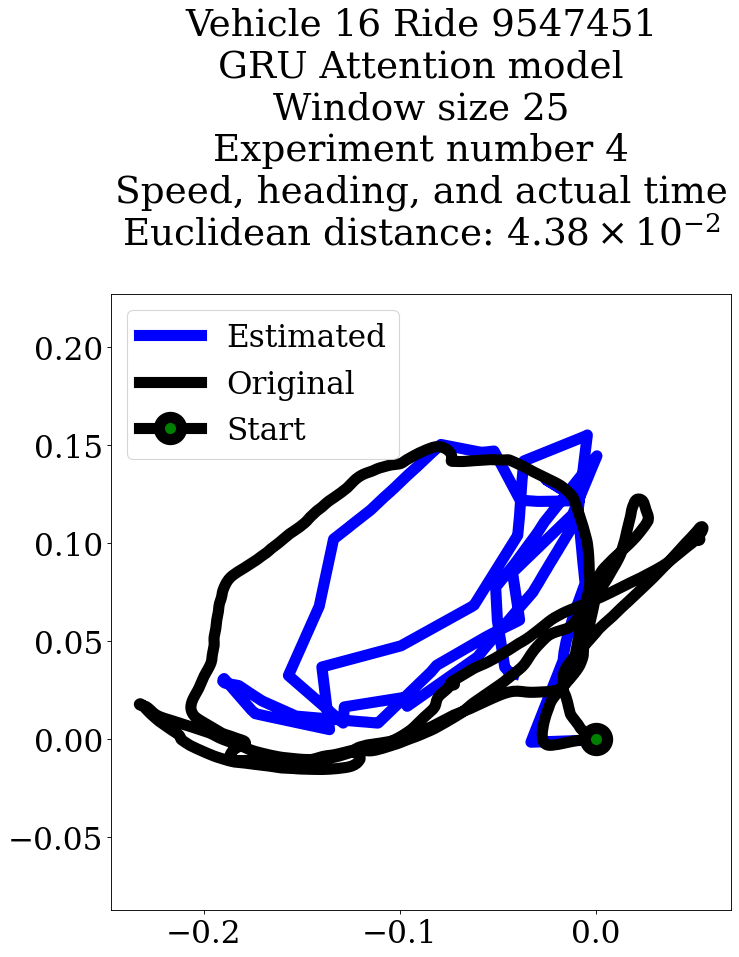 Vehicle 16 Ride 9547451
GRU Attention model
Window size 25
Experiment number 4
Speed, heading, and actual time
Euclidean distance: 4.38 × 10⁻²
Estimated
Original
Start
0.20
0.15
0.10
0.05
0.00
−0.05
−0.2
−0.1
0.0